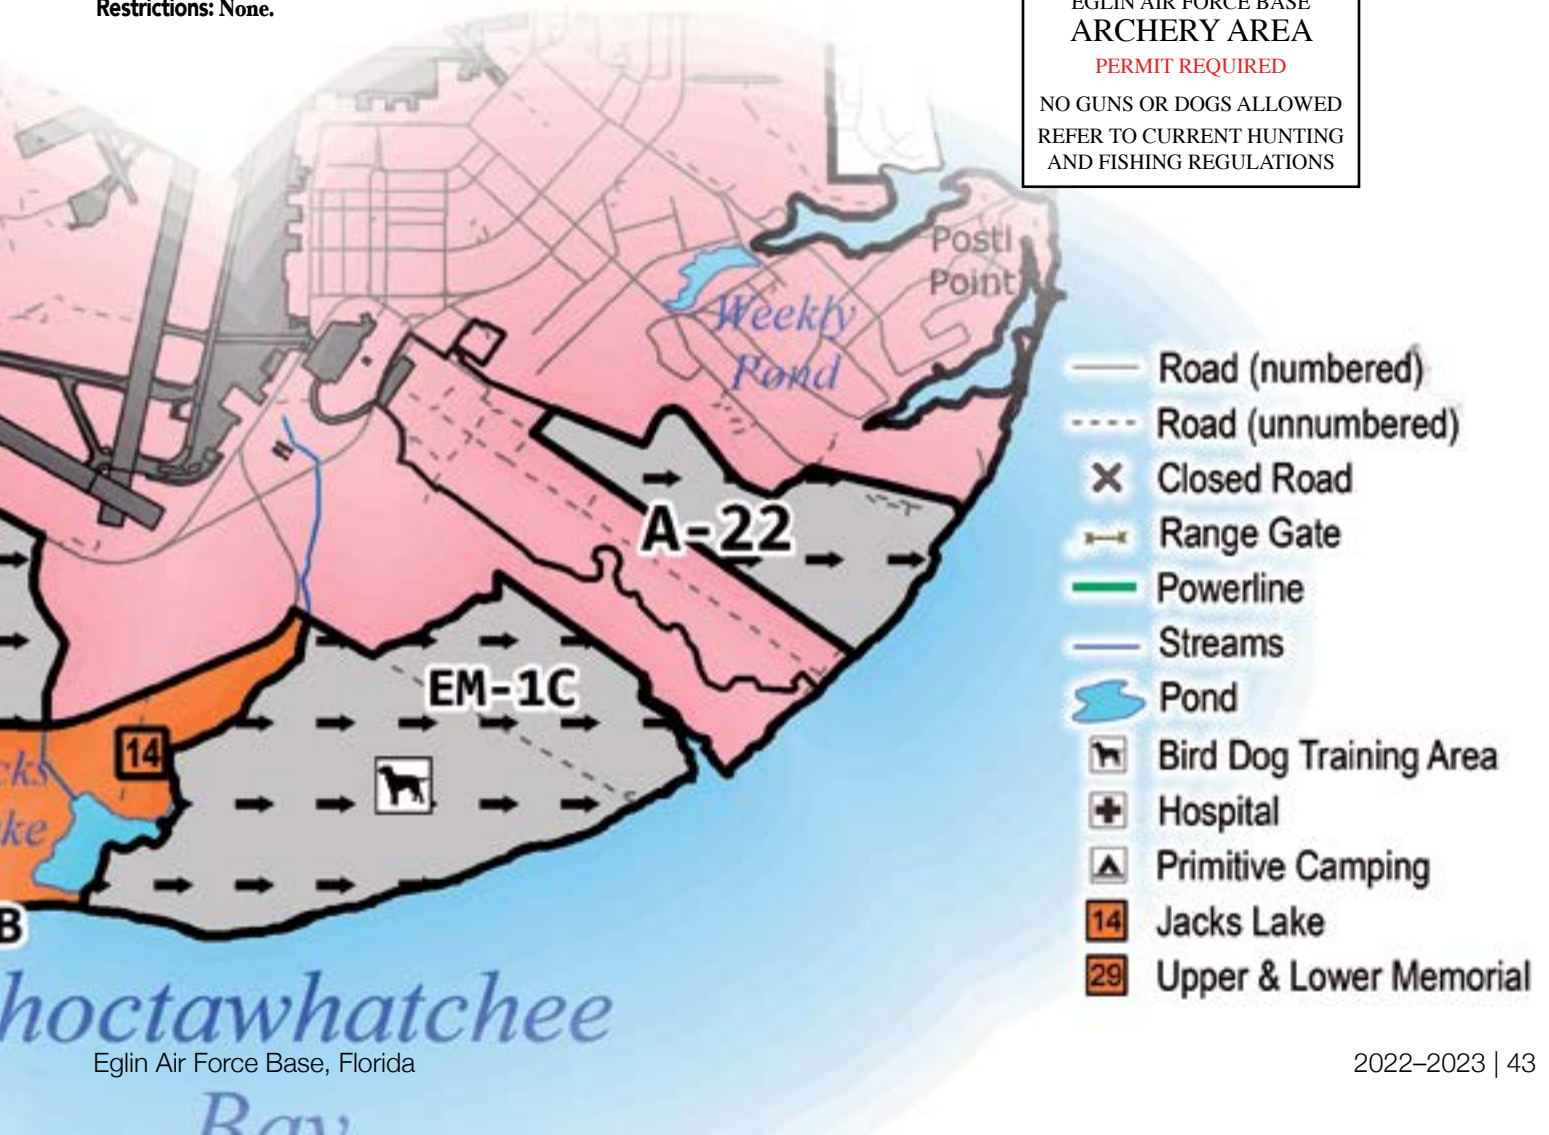 Restrictions: None.
EGLIN AIR FORCE BASE
ARCHERY AREA
PERMIT REQUIRED
NO GUNS OR DOGS ALLOWED
REFER TO CURRENT HUNTING
AND FISHING REGULATIONS
Postl
Point
Weekly
Pond
A-22
EM-1C
14
cks
ke
B
hoctawhatchee
Bay
Road (numbered)
Road (unnumbered)
Closed Road
Range Gate
Powerline
Streams
Pond
Bird Dog Training Area
Hospital
Primitive Camping
14 Jacks Lake
29 Upper & Lower Memorial
Eglin Air Force Base, Florida
2022–2023 | 43